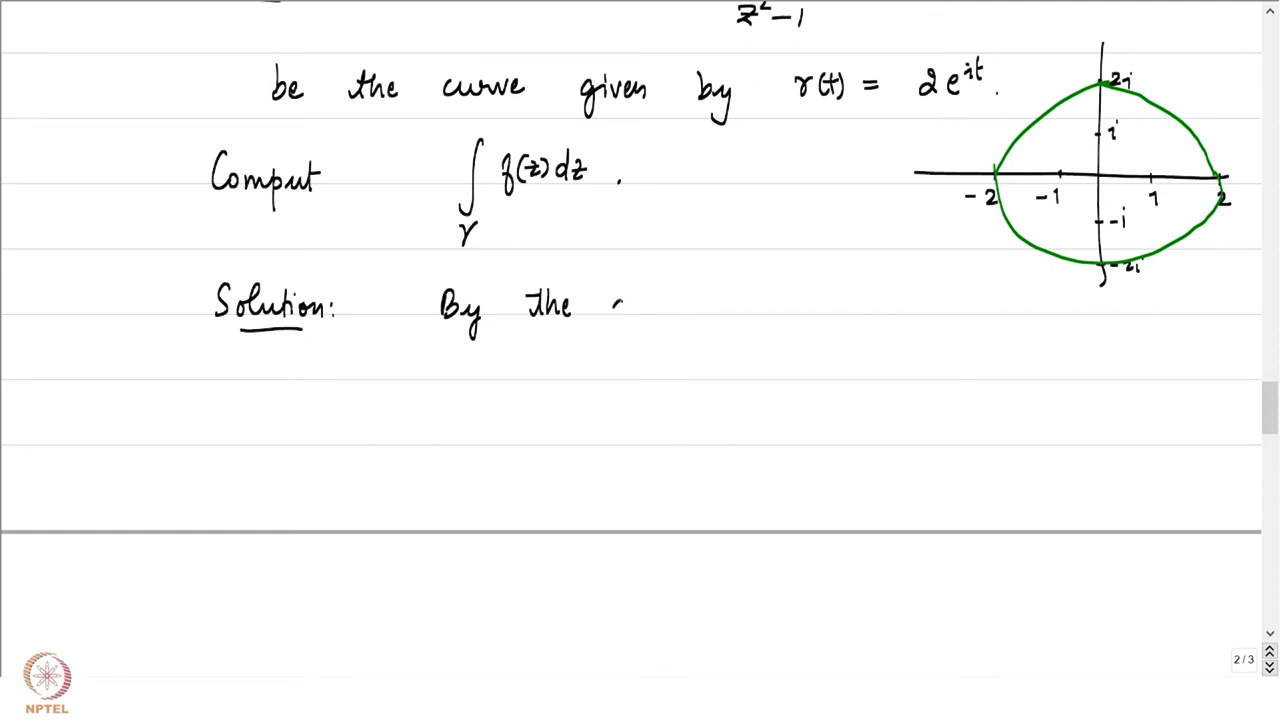 z² − 1
be the curve given by γ(t) = 2e^{it}.
2i
i
Comput ∫_γ f(z) dz .
-2 -1 1 2
-i
-2i
Solution: By the
2 / 3
NPTEL